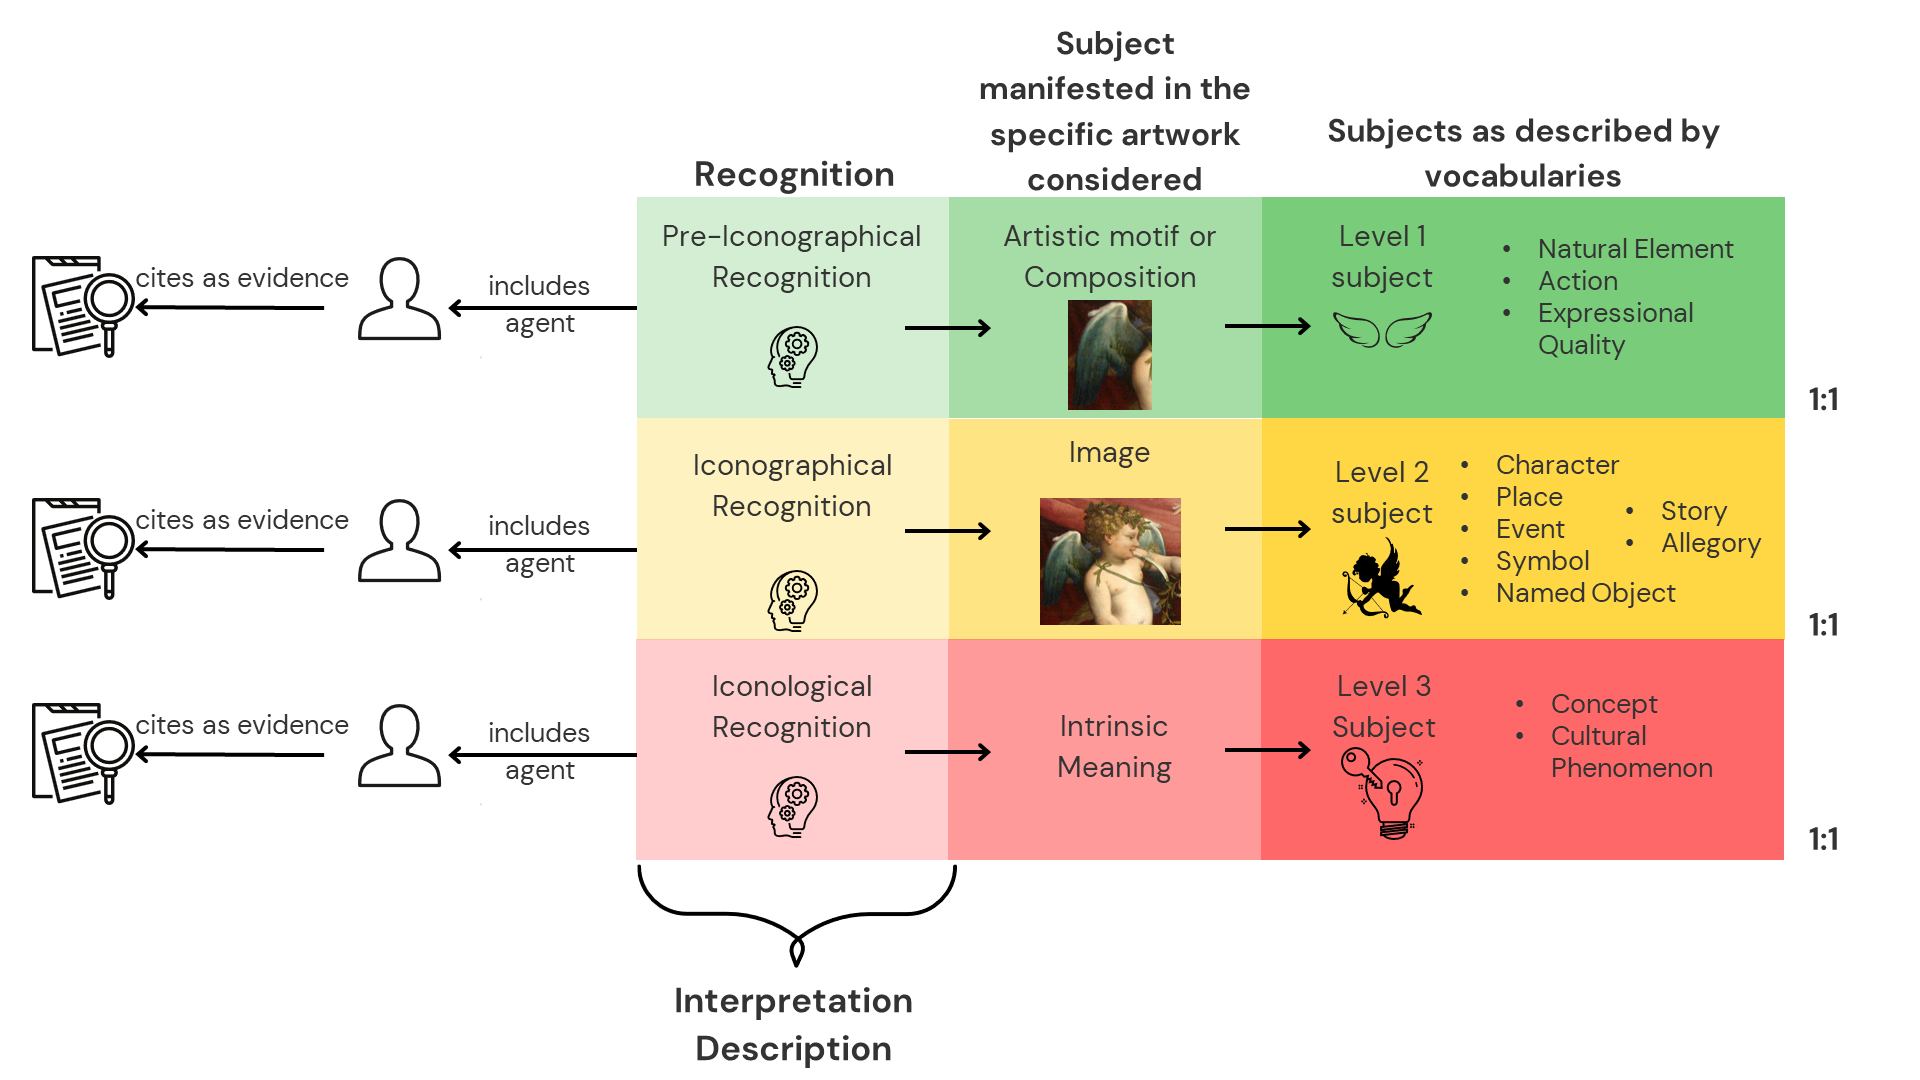 Subject
manifested in the
specific artwork
considered
Subjects as described by
vocabularies
Recognition
cites as evidence
includes
agent
Pre-Iconographical
Recognition
Artistic motif or
Composition
Level 1
subject
• Natural Element
• Action
• Expressional
Quality
1:1
cites as evidence
includes
agent
Iconographical
Recognition
Image
Level 2
subject
• Character
• Place
• Event
• Symbol
• Named Object
• Story
• Allegory
1:1
cites as evidence
includes
agent
Iconological
Recognition
Intrinsic
Meaning
Level 3
Subject
• Concept
• Cultural
Phenomenon
1:1
Interpretation
Description